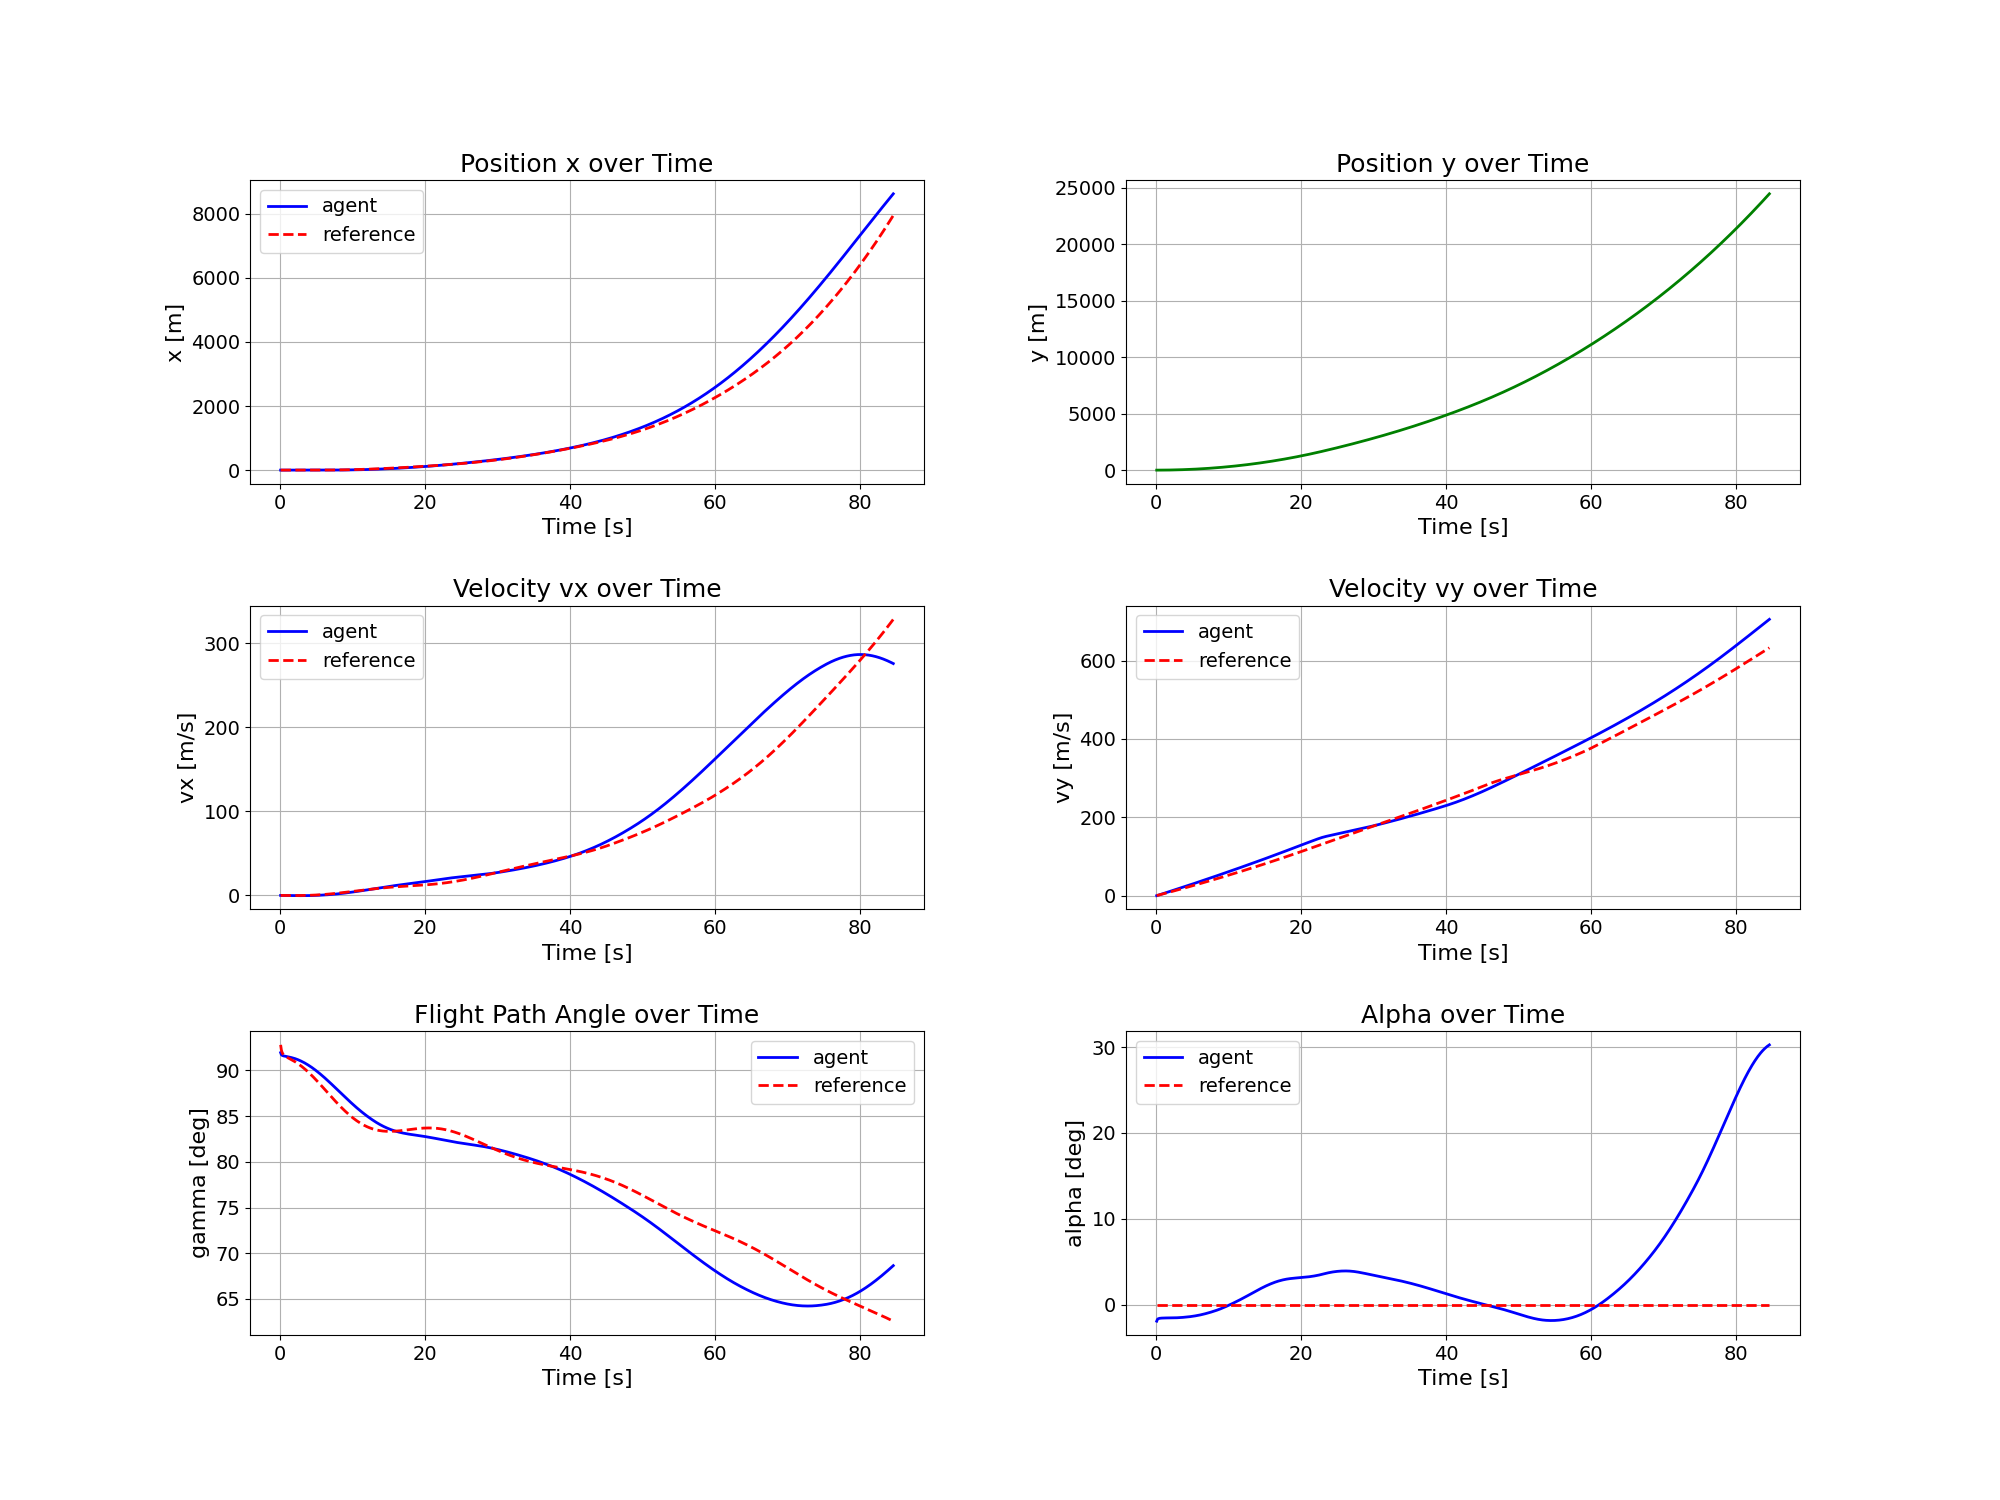 Position x over Time
8000
6000
4000
2000
0
x [m]
agent
reference
0 20 40 60 80
Time [s]
Position y over Time
25000
20000
15000
10000
5000
0
y [m]
0 20 40 60 80
Time [s]
Velocity vx over Time
300
200
100
0
vx [m/s]
agent
reference
0 20 40 60 80
Time [s]
Velocity vy over Time
600
400
200
0
vy [m/s]
agent
reference
0 20 40 60 80
Time [s]
Flight Path Angle over Time
90
85
80
75
70
65
gamma [deg]
agent
reference
0 20 40 60 80
Time [s]
Alpha over Time
30
20
10
0
alpha [deg]
agent
reference
0 20 40 60 80
Time [s]